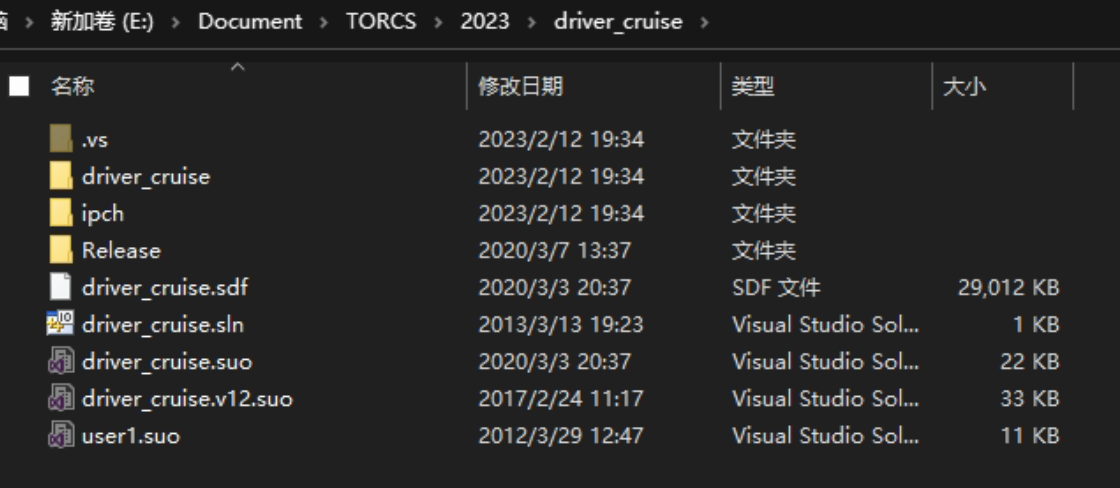 新加卷 (E:) › Document › TORCS › 2023 › driver_cruise ›
名称 修改日期 类型 大小
.vs 2023/2/12 19:34 文件夹
driver_cruise 2023/2/12 19:34 文件夹
ipch 2023/2/12 19:34 文件夹
Release 2020/3/7 13:37 文件夹
driver_cruise.sdf 2020/3/3 20:37 SDF 文件 29,012 KB
driver_cruise.sln 2013/3/13 19:23 Visual Studio Sol... 1 KB
driver_cruise.suo 2020/3/3 20:37 Visual Studio Sol... 22 KB
driver_cruise.v12.suo 2017/2/24 11:17 Visual Studio Sol... 33 KB
user1.suo 2012/3/29 12:47 Visual Studio Sol... 11 KB